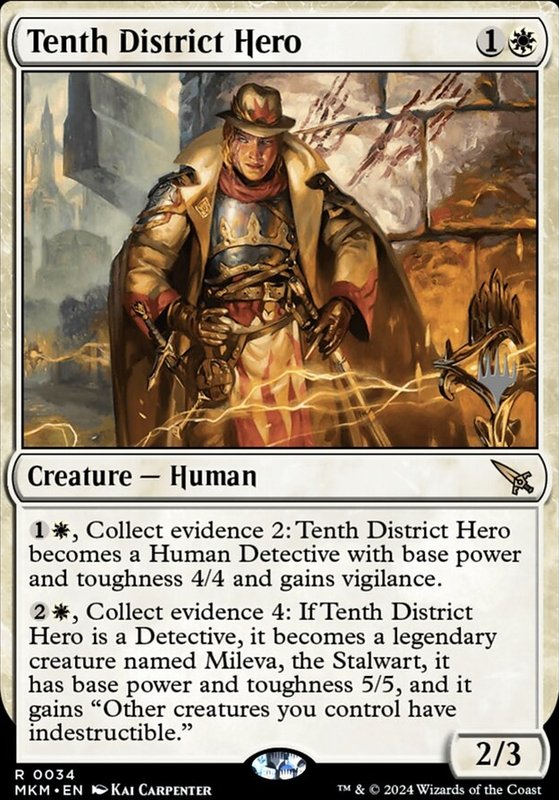 Tenth District Hero 1
Creature — Human
1, Collect evidence 2: Tenth District Hero
becomes a Human Detective with base power
and toughness 4/4 and gains vigilance.
2, Collect evidence 4: If Tenth District
Hero is a Detective, it becomes a legendary
creature named Mileva, the Stalwart, it
has base power and toughness 5/5, and it
gains “Other creatures you control have
indestructible.”
2/3
R 0034
MKM • EN Kai Carpenter
™ & © 2024 Wizards of the Coast